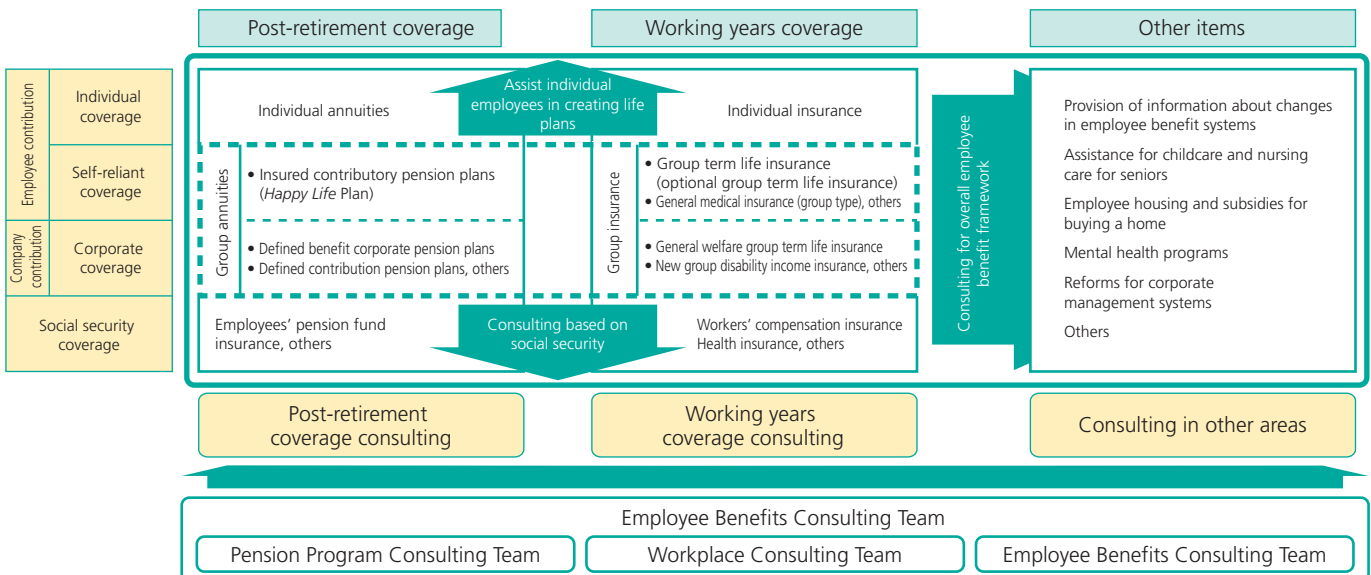 Post-retirement coverage
Working years coverage
Other items
Employee contribution
Individual
coverage
Self-reliant
coverage
Company
contribution
Corporate
coverage
Social security
coverage
Individual annuities
Assist individual
employees in creating life
plans
Individual insurance
Group annuities
• Insured contributory pension plans
(Happy Life Plan)
• Defined benefit corporate pension plans
• Defined contribution pension plans, others
Group insurance
• Group term life insurance
(optional group term life insurance)
• General medical insurance (group type), others
• General welfare group term life insurance
• New group disability income insurance, others
Employees’ pension fund
insurance, others
Consulting based on
social security
Workers’ compensation insurance
Health insurance, others
Consulting for overall employee
benefit framework
Provision of information about changes
in employee benefit systems
Assistance for childcare and nursing
care for seniors
Employee housing and subsidies for
buying a home
Mental health programs
Reforms for corporate
management systems
Others
Post-retirement
coverage consulting
Working years
coverage consulting
Consulting in other areas
Employee Benefits Consulting Team
Pension Program Consulting Team
Workplace Consulting Team
Employee Benefits Consulting Team